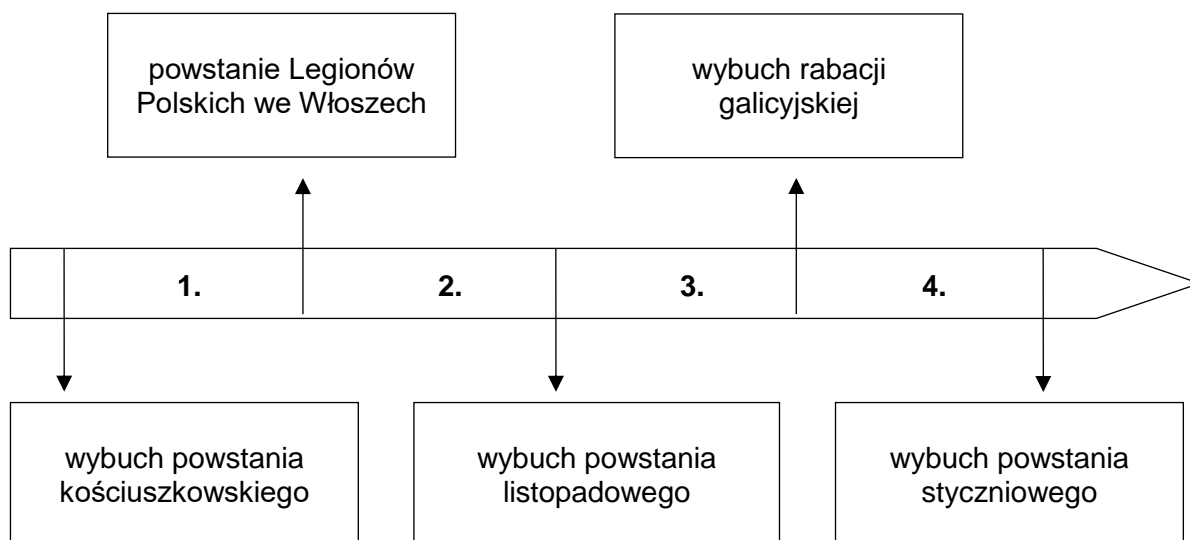 powstanie Legionów
Polskich we Włoszech
wybuch rabacji
galicyjskiej
1.
2.
3.
4.
wybuch powstania
kościuszkowskiego
wybuch powstania
listopadowego
wybuch powstania
styczniowego